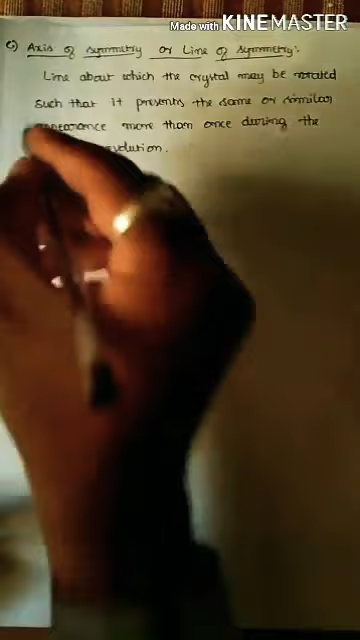 Made with KINEMASTER
c) Axis of symmetry or Line of symmetry:
Line about which the crystal may be rotated
such that it presents the same or similar
appearance more than once during the